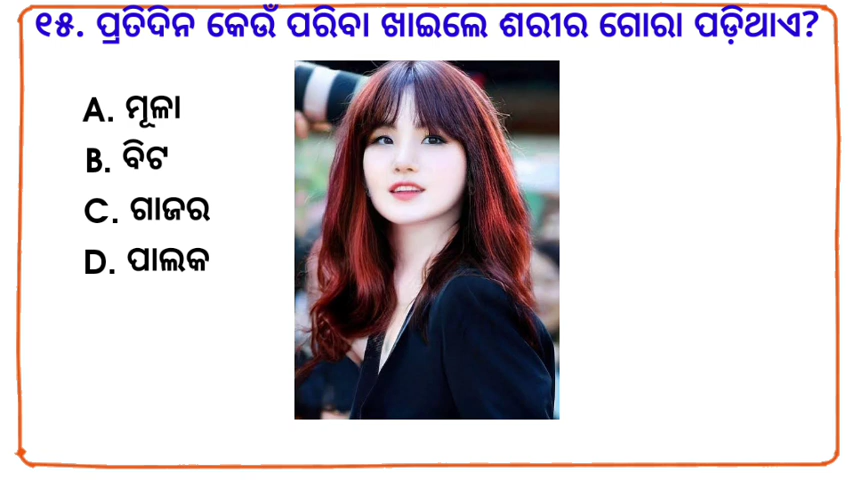 ୧୫. ପ୍ରତିଦିନ କେଉଁ ପରିବା ଖାଇଲେ ଶରୀର ଗୋରା ପଡ଼ିଥାଏ?
A. ମୂଳା
B. ବିଟ
C. ଗାଜର
D. ପାଳକ